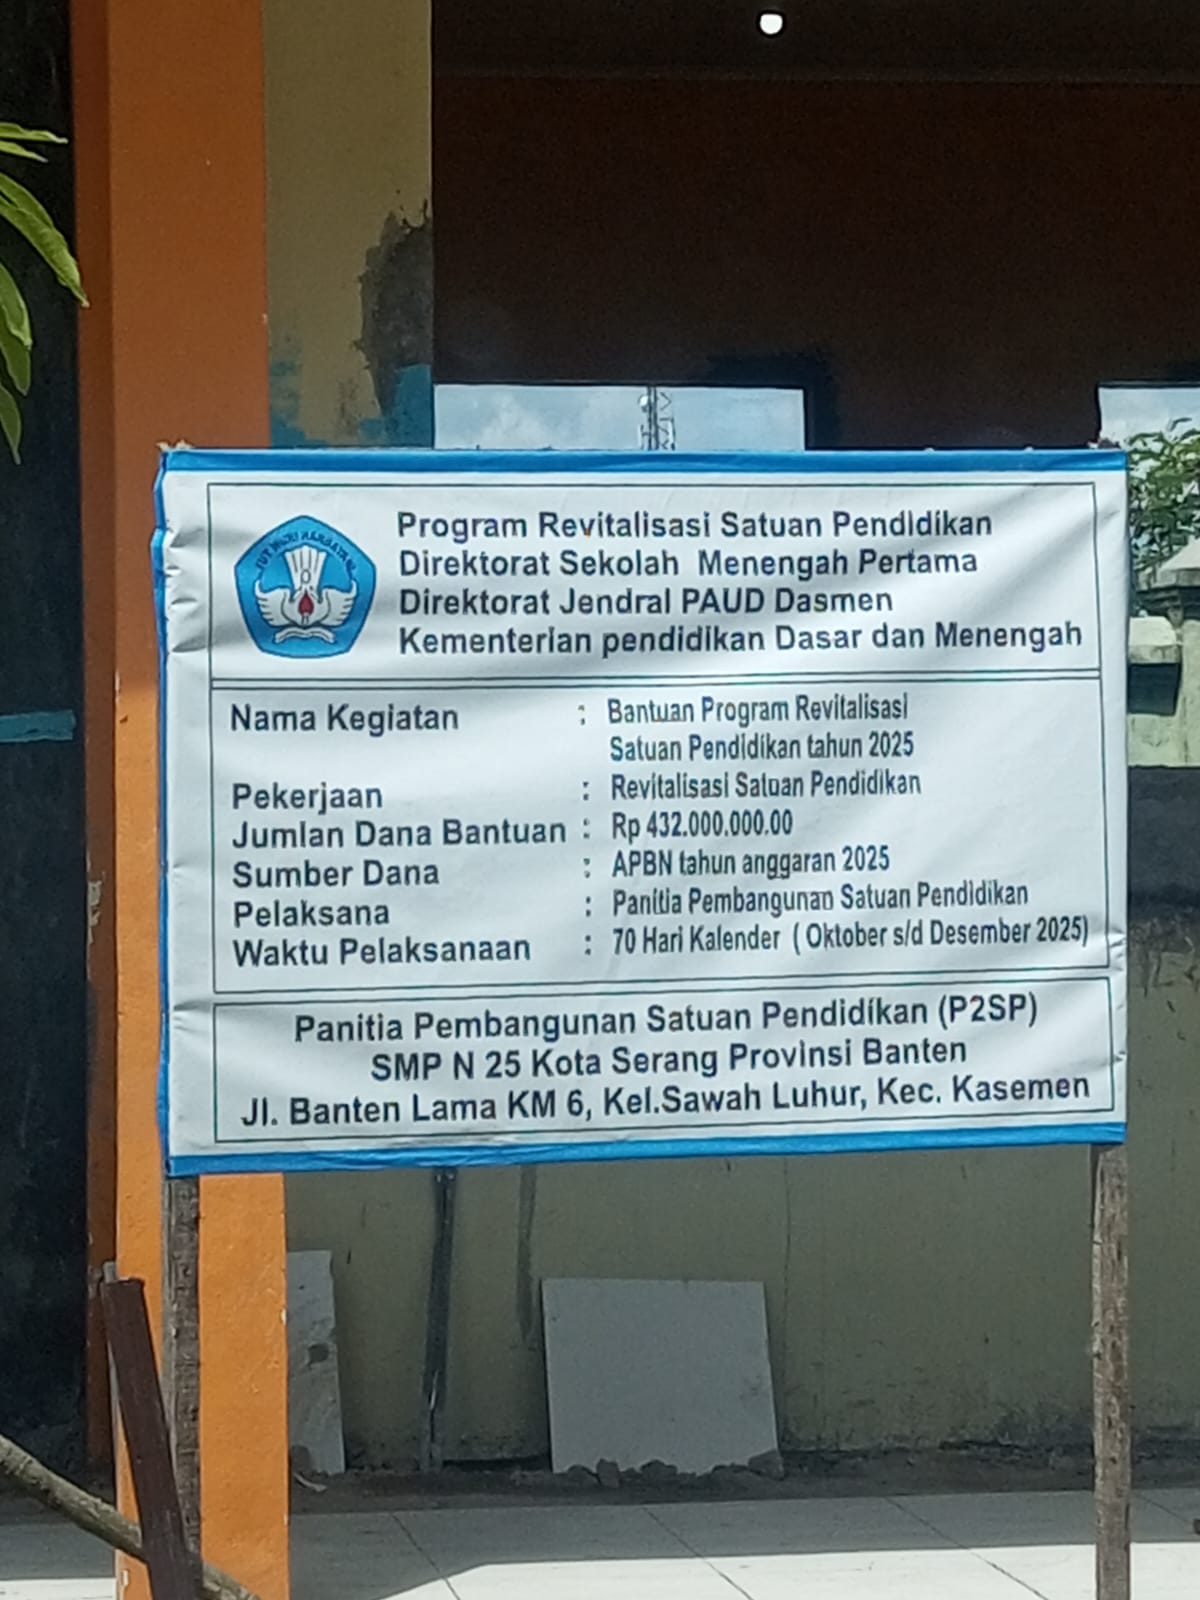 TUT WURI HANDAYANI
Program Revitalisasi Satuan Pendidikan
Direktorat Sekolah Menengah Pertama
Direktorat Jendral PAUD Dasmen
Kementerian pendidikan Dasar dan Menengah
Nama Kegiatan : Bantuan Program Revitalisasi
Satuan Pendidikan tahun 2025
Pekerjaan : Revitalisasi Satuan Pendidikan
Jumlah Dana Bantuan : Rp 432.000.000.00
Sumber Dana : APBN tahun anggaran 2025
Pelaksana : Panitia Pembangunan Satuan Pendidikan
Waktu Pelaksanaan : 70 Hari Kalender ( Oktober s/d Desember 2025)
Panitia Pembangunan Satuan Pendidikan (P2SP)
SMP N 25 Kota Serang Provinsi Banten
Jl. Banten Lama KM 6, Kel.Sawah Luhur, Kec. Kasemen